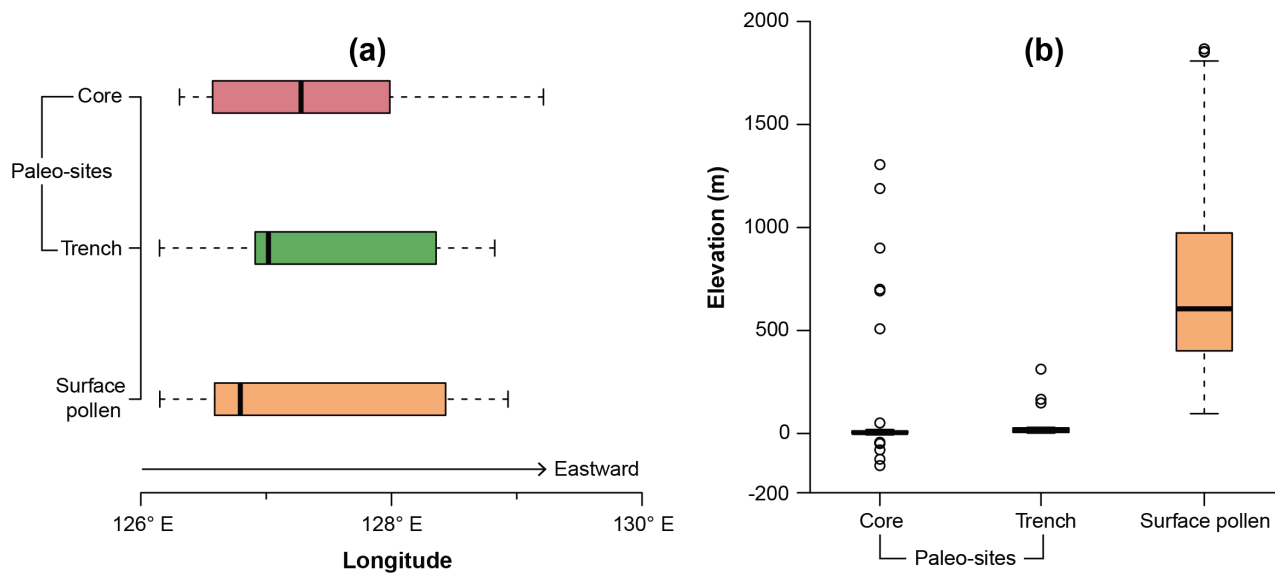 (a)
Core
Paleo-sites
Trench
Surface
pollen
Eastward
126° E
128° E
130° E
Longitude
(b)
2000
1500
1000
500
0
-200
Elevation (m)
Core
Trench
Surface pollen
Paleo-sites